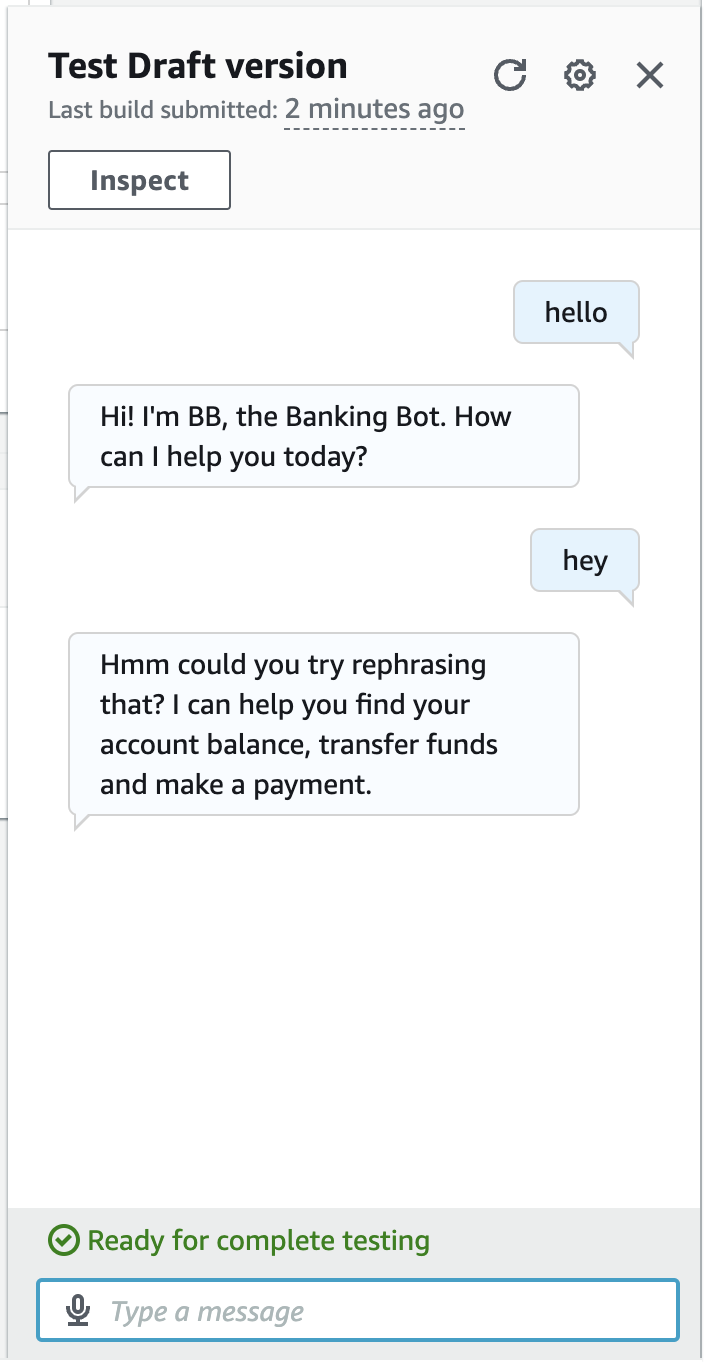 Test Draft version
Last build submitted: 2 minutes ago
Inspect
hello
Hi! I'm BB, the Banking Bot. How
can I help you today?
hey
Hmm could you try rephrasing
that? I can help you find your
account balance, transfer funds
and make a payment.
Ready for complete testing
Type a message